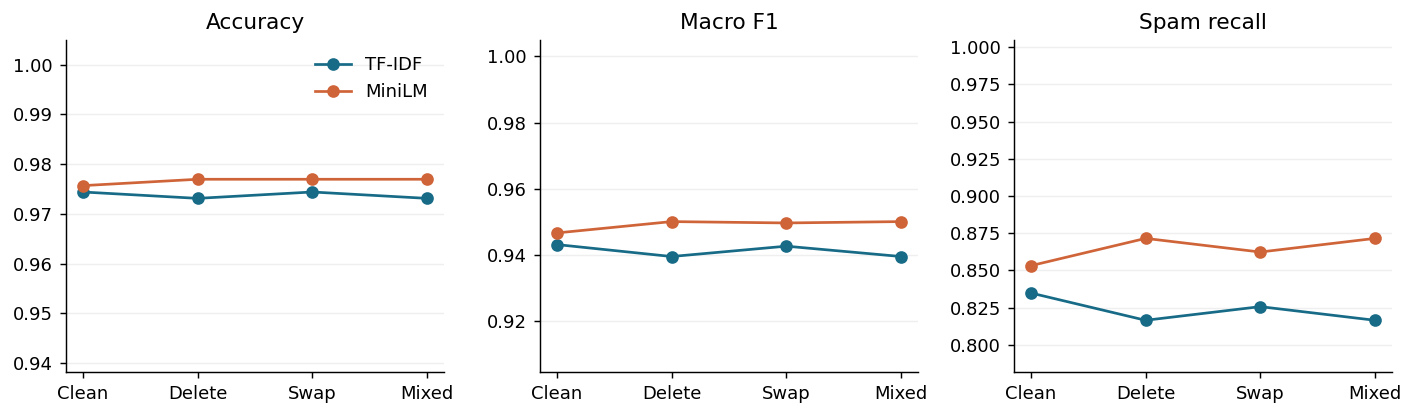 Accuracy
1.00
0.99
0.98
0.97
0.96
0.95
0.94
TF-IDF
MiniLM
Clean Delete Swap Mixed
Macro F1
1.00
0.98
0.96
0.94
0.92
Clean Delete Swap Mixed
Spam recall
1.000
0.975
0.950
0.925
0.900
0.875
0.850
0.825
0.800
Clean Delete Swap Mixed